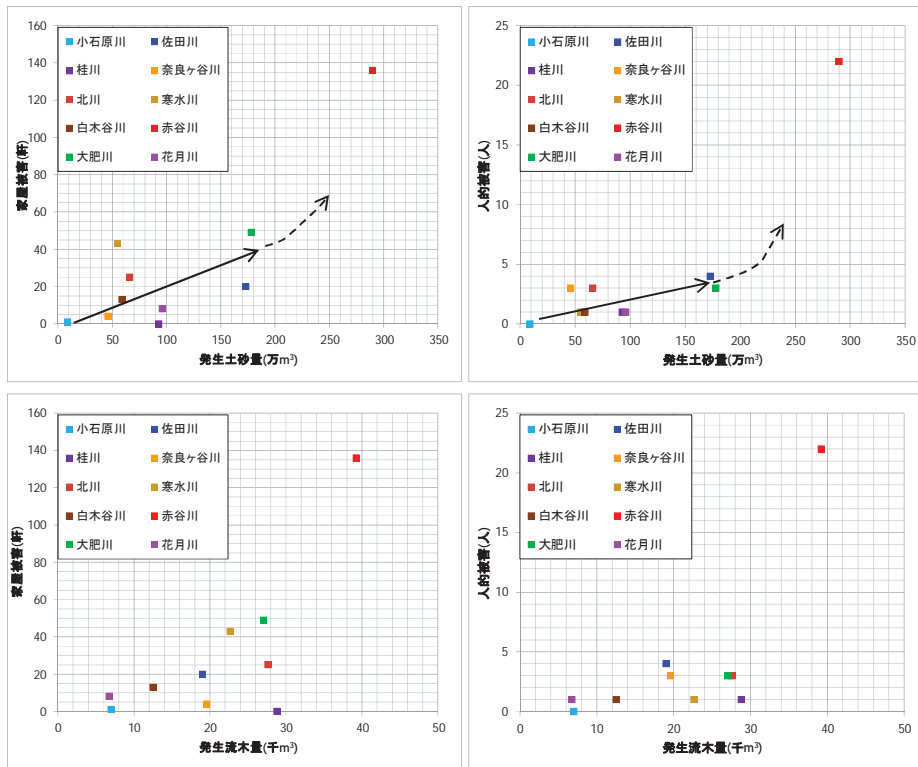 160
140
120
100
80
60
40
20
0
家屋被害(軒)
小石原川 佐田川
桂川 奈良ヶ谷川
北川 寒水川
白木谷川 赤谷川
大肥川 花月川
0 50 100 150 200 250 300 350
発生土砂量(万m³)
25
20
15
10
5
0
人的被害(人)
小石原川 佐田川
桂川 奈良ヶ谷川
北川 寒水川
白木谷川 赤谷川
大肥川 花月川
0 50 100 150 200 250 300 350
発生土砂量(万m³)
160
140
120
100
80
60
40
20
0
家屋被害(軒)
小石原川 佐田川
桂川 奈良ヶ谷川
北川 寒水川
白木谷川 赤谷川
大肥川 花月川
0 10 20 30 40 50
発生流木量(千m³)
25
20
15
10
5
0
人的被害(人)
小石原川 佐田川
桂川 奈良ヶ谷川
北川 寒水川
白木谷川 赤谷川
大肥川 花月川
0 10 20 30 40 50
発生流木量(千m³)